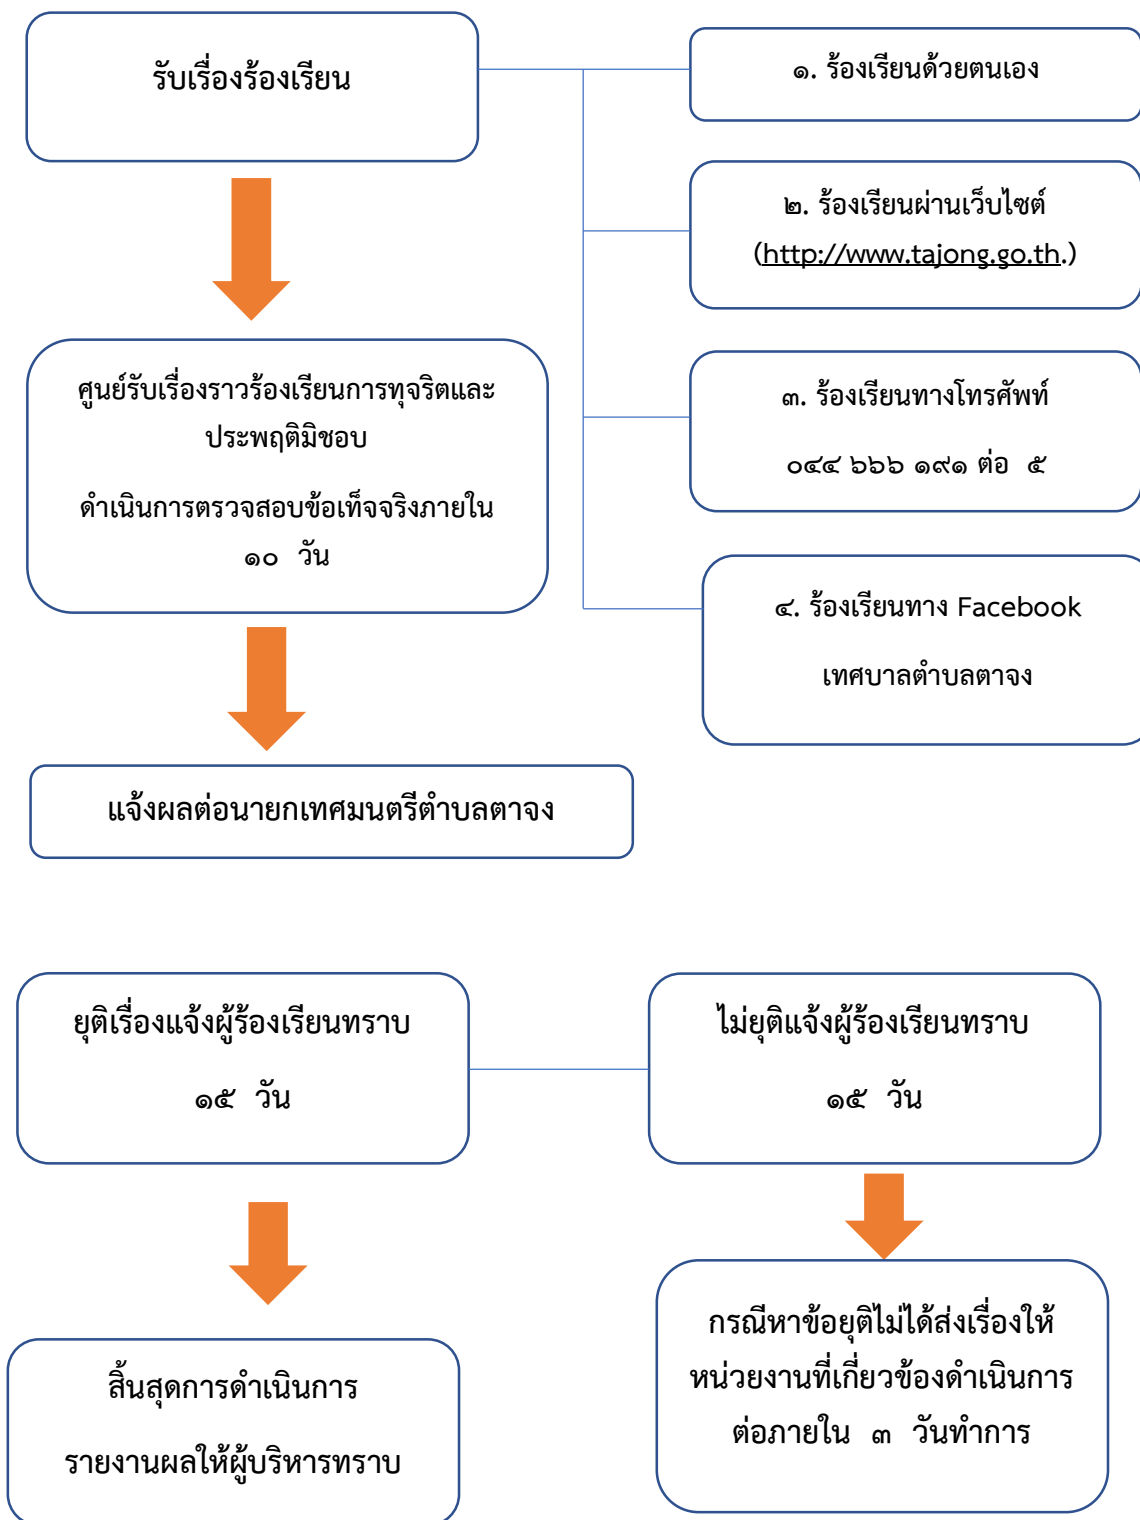 รับเรื่องร้องเรียน
๑. ร้องเรียนด้วยตนเอง
๒. ร้องเรียนผ่านเว็บไซต์
(http://www.tajong.go.th.)
๓. ร้องเรียนทางโทรศัพท์
๐๔๔ ๖๖๖ ๑๙๑ ต่อ ๕
๔. ร้องเรียนทาง Facebook
เทศบาลตำบลตาจง
ศูนย์รับเรื่องราวร้องเรียนการทุจริตและ
ประพฤติมิชอบ
ดำเนินการตรวจสอบข้อเท็จจริงภายใน
๑๐ วัน
แจ้งผลต่อนายกเทศมนตรีตำบลตาจง
ยุติเรื่องแจ้งผู้ร้องเรียนทราบ
๑๕ วัน
ไม่ยุติแจ้งผู้ร้องเรียนทราบ
๑๕ วัน
สิ้นสุดการดำเนินการ
รายงานผลให้ผู้บริหารทราบ
กรณีหาข้อยุติไม่ได้ส่งเรื่องให้
หน่วยงานที่เกี่ยวข้องดำเนินการ
ต่อภายใน ๓ วันทำการ